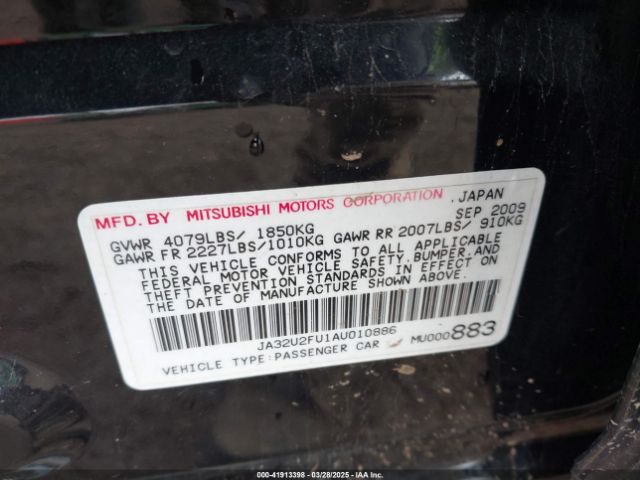 MFD. BY MITSUBISHI MOTORS CORPORATION, JAPAN
SEP 2009
GVWR 4079LBS/ 1850KG
GAWR FR 2227LBS/1010KG GAWR RR 2007LBS/ 910KG
THIS VEHICLE CONFORMS TO ALL APPLICABLE
FEDERAL MOTOR VEHICLE SAFETY, BUMPER, AND
THEFT PREVENTION STANDARDS IN EFFECT ON
THE DATE OF MANUFACTURE SHOWN ABOVE.
JA32U2FU1AU010886
VEHICLE TYPE:PASSENGER CAR MU000883
000-41913398 - 03/28/2025 - IAA Inc.